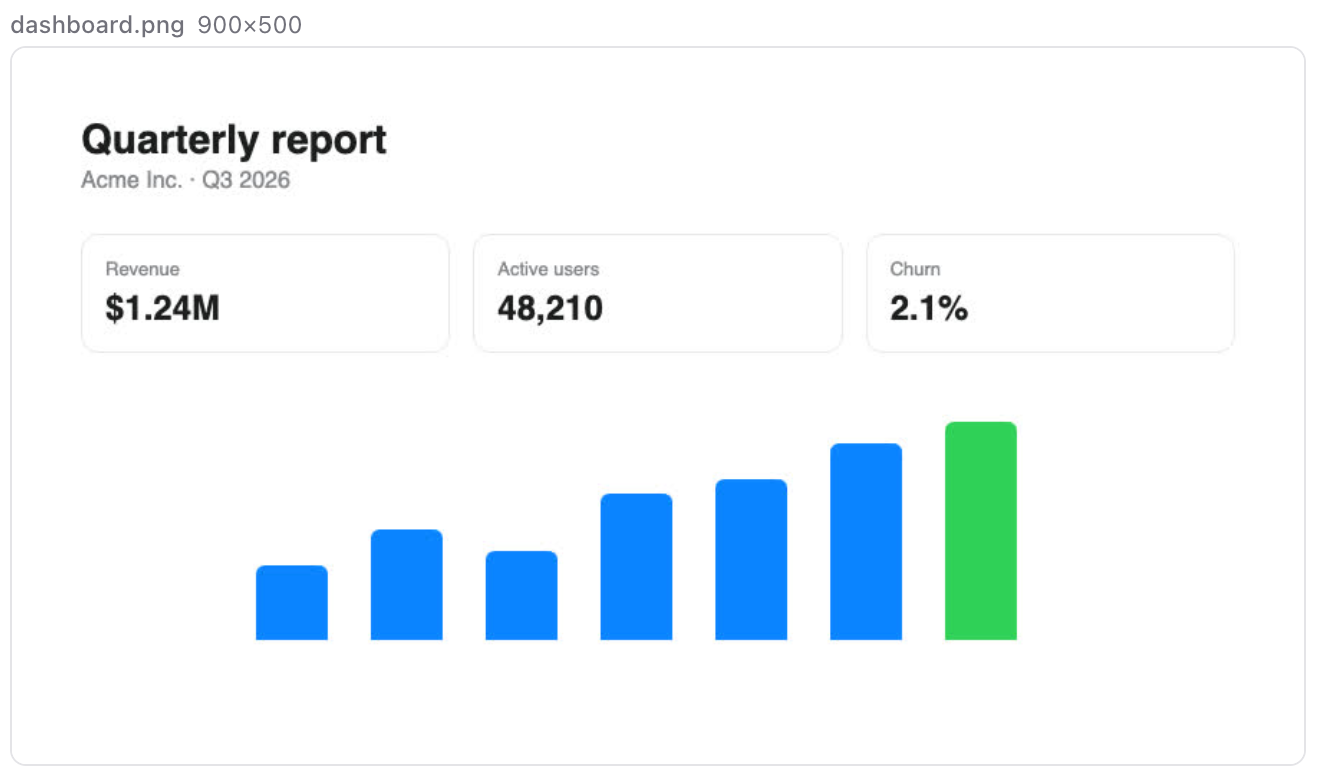 dashboard.png 900×500
Quarterly report
Acme Inc. · Q3 2026
Revenue
$1.24M
Active users
48,210
Churn
2.1%